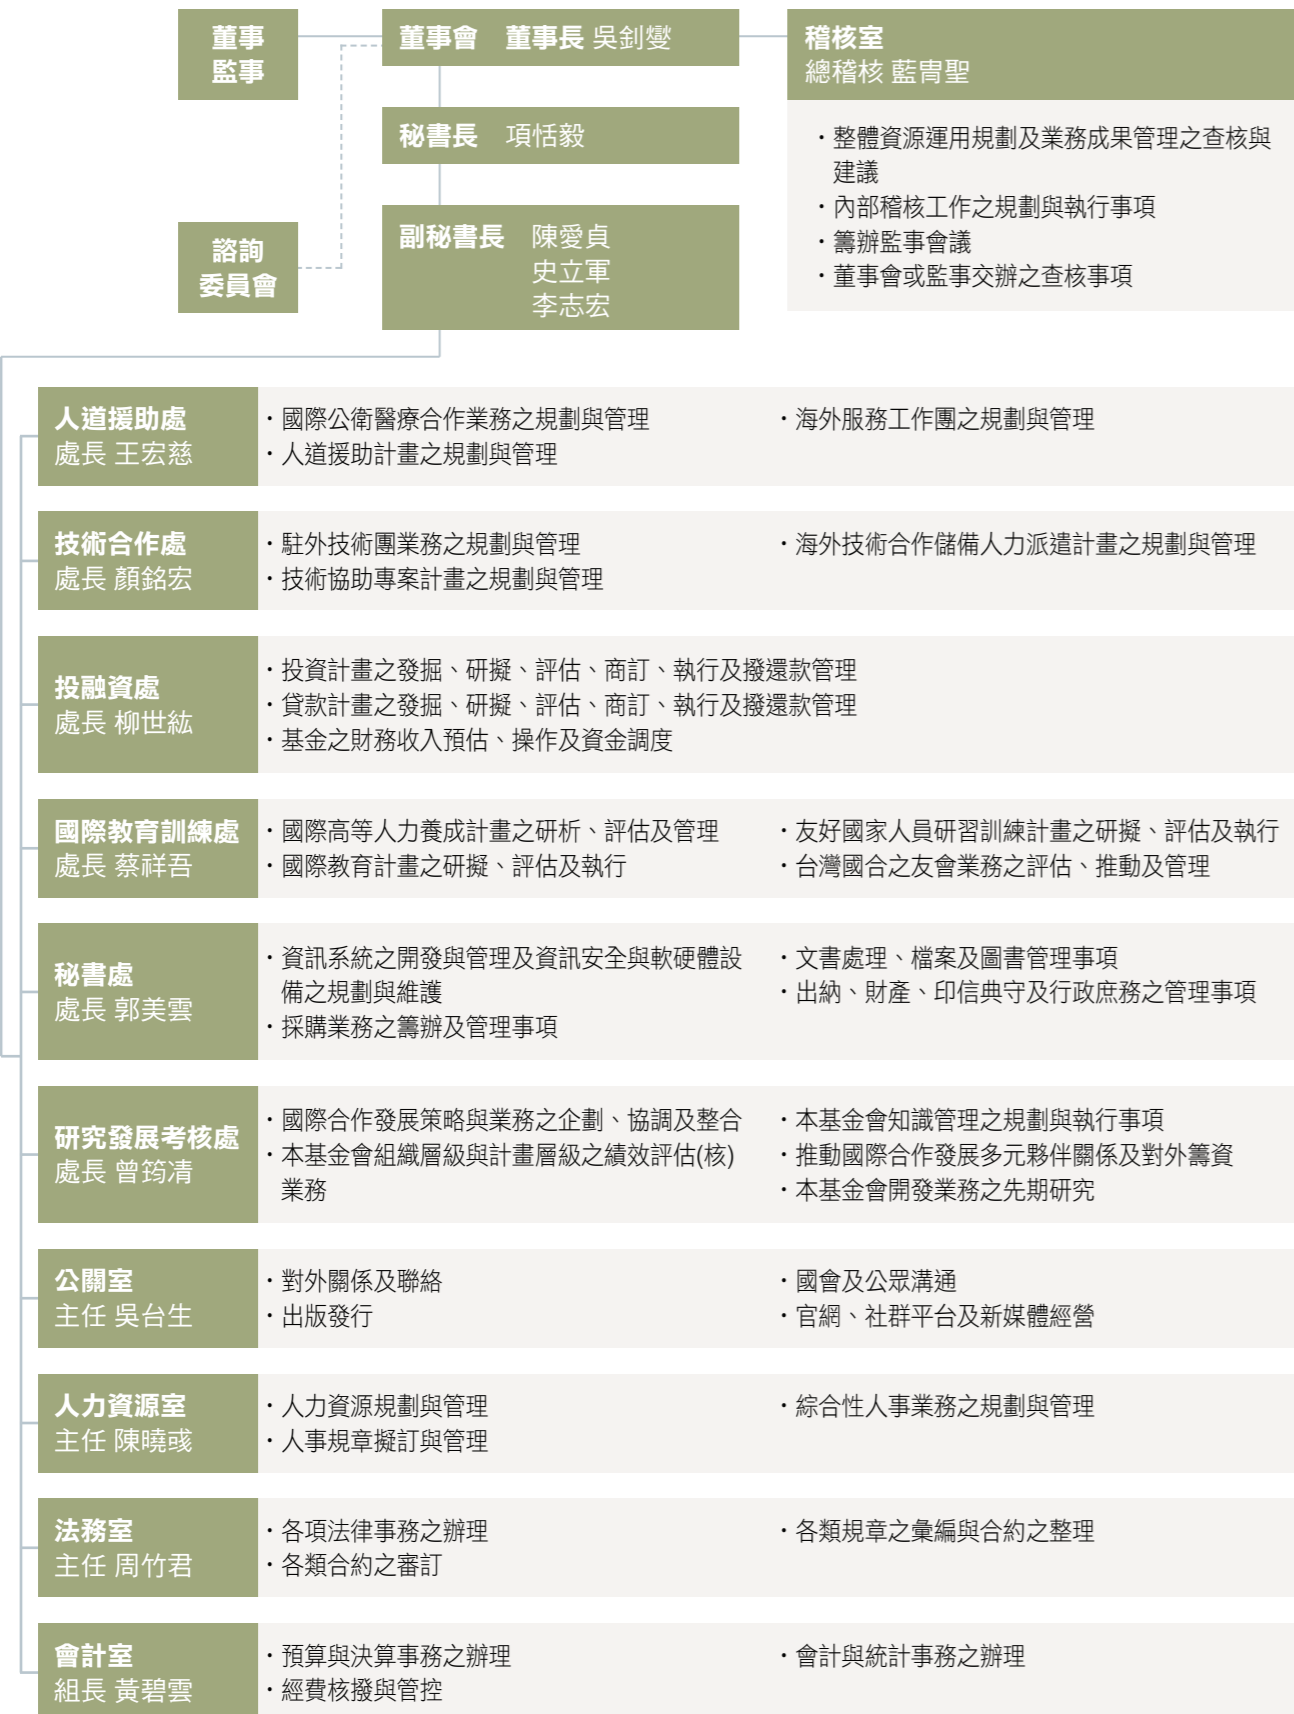 董事
監事
董事會 董事長 吳釗燮
稽核室
總稽核 藍胄聖
・整體資源運用規劃及業務成果管理之查核與
建議
・內部稽核工作之規劃與執行事項
・籌辦監事會議
・董事會或監事交辦之查核事項
秘書長 項恬毅
諮詢
委員會
副秘書長 陳愛貞
史立軍
李志宏
人道援助處
處長 王宏慈
・國際公衛醫療合作業務之規劃與管理
・人道援助計畫之規劃與管理
・海外服務工作團之規劃與管理
技術合作處
處長 顏銘宏
・駐外技術團業務之規劃與管理
・技術協助專案計畫之規劃與管理
・海外技術合作儲備人力派遣計畫之規劃與管理
投融資處
處長 柳世紘
・投資計畫之發掘、研擬、評估、商訂、執行及撥還款管理
・貸款計畫之發掘、研擬、評估、商訂、執行及撥還款管理
・基金之財務收入預估、操作及資金調度
國際教育訓練處
處長 蔡祥吾
・國際高等人力養成計畫之研析、評估及管理
・國際教育計畫之研擬、評估及執行
・友好國家人員研習訓練計畫之研擬、評估及執行
・台灣國合之友會業務之評估、推動及管理
秘書處
處長 郭美雲
・資訊系統之開發與管理及資訊安全與軟硬體設
備之規劃與維護
・採購業務之籌辦及管理事項
・文書處理、檔案及圖書管理事項
・出納、財產、印信典守及行政庶務之管理事項
研究發展考核處
處長 曾筠凊
・國際合作發展策略與業務之企劃、協調及整合
・本基金會組織層級與計畫層級之績效評估(核)
業務
・本基金會知識管理之規劃與執行事項
・推動國際合作發展多元夥伴關係及對外籌資
・本基金會開發業務之先期研究
公關室
主任 吳台生
・對外關係及聯絡
・出版發行
・國會及公眾溝通
・官網、社群平台及新媒體經營
人力資源室
主任 陳曉彧
・人力資源規劃與管理
・人事規章擬訂與管理
・綜合性人事業務之規劃與管理
法務室
主任 周竹君
・各項法律事務之辦理
・各類合約之審訂
・各類規章之彙編與合約之整理
會計室
組長 黃碧雲
・預算與決算事務之辦理
・經費核撥與管控
・會計與統計事務之辦理